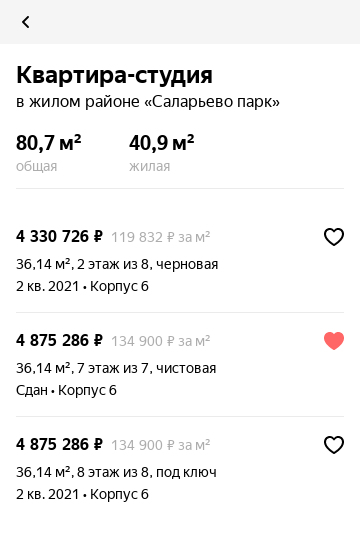 Квартира-студия
в жилом районе «Саларьево парк»
80,7 м² 40,9 м²
общая жилая
4 330 726 ₽ 119 832 ₽ за м²
36,14 м², 2 этаж из 8, черновая
2 кв. 2021 • Корпус 6
4 875 286 ₽ 134 900 ₽ за м²
36,14 м², 7 этаж из 7, чистовая
Сдан • Корпус 6
4 875 286 ₽ 134 900 ₽ за м²
36,14 м², 8 этаж из 8, под ключ
2 кв. 2021 • Корпус 6